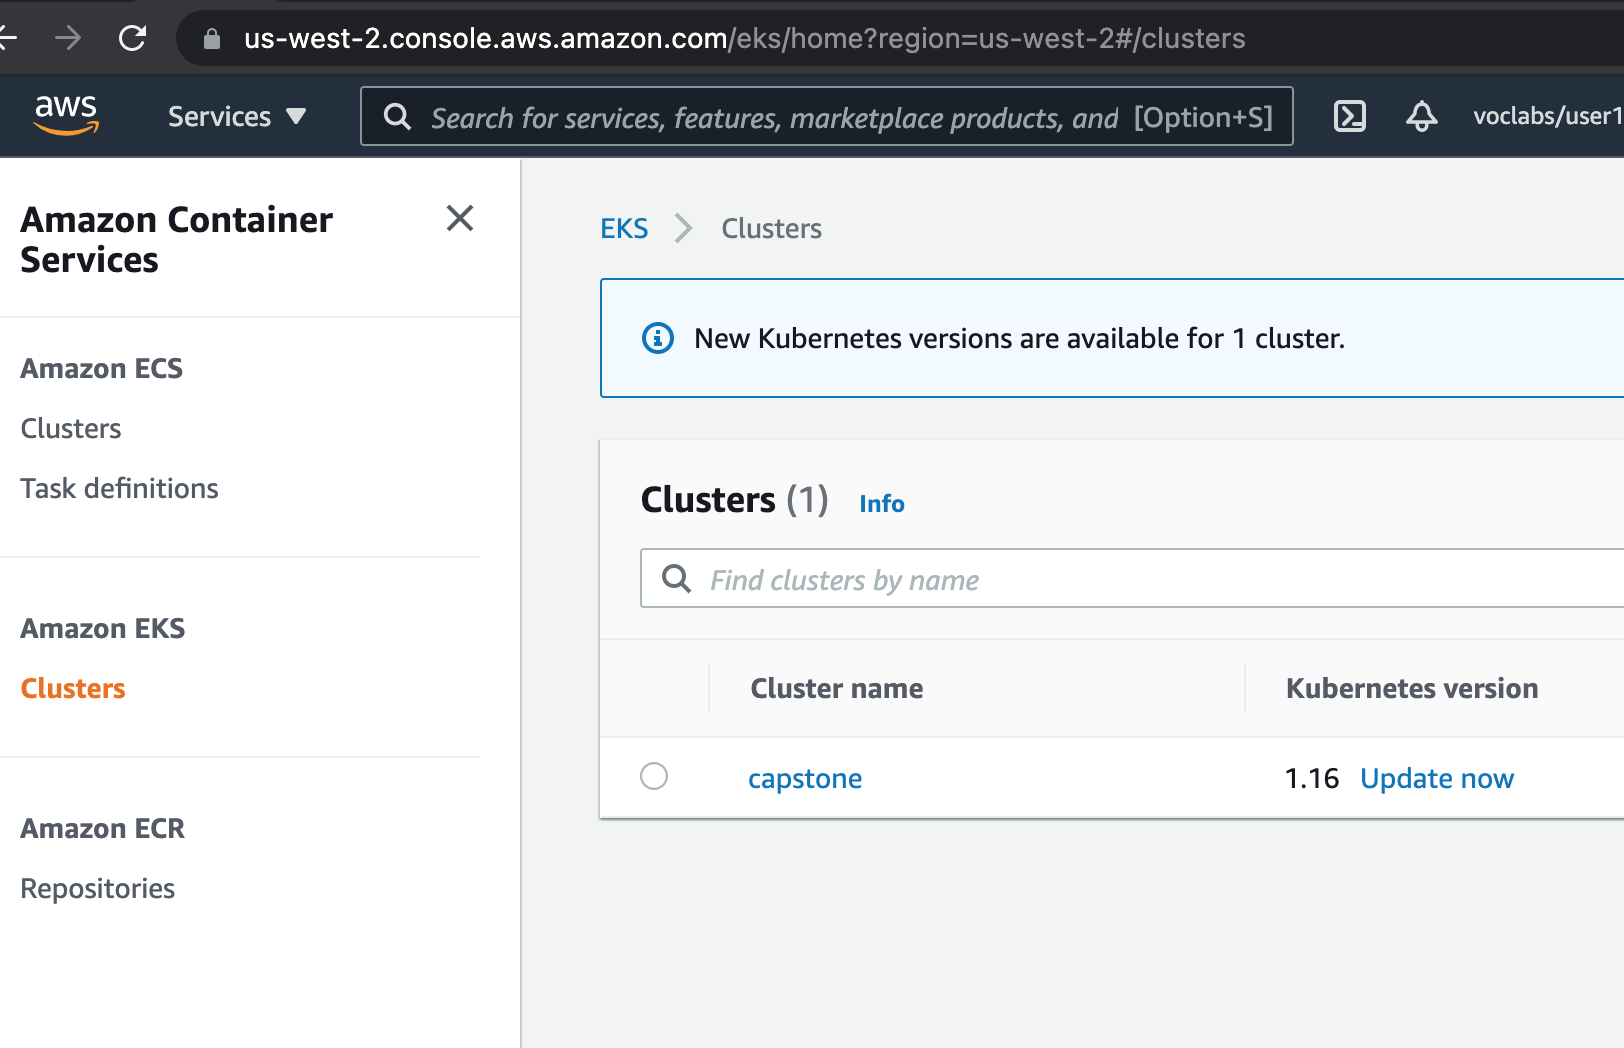 us-west-2.console.aws.amazon.com/eks/home?region=us-west-2#/clusters
aws
Services
Search for services, features, marketplace products, and [Option+S]
voclabs/user1
Amazon Container
Services
Amazon ECS
Clusters
Task definitions
Amazon EKS
Clusters
Amazon ECR
Repositories
EKS
Clusters
New Kubernetes versions are available for 1 cluster.
Clusters (1) Info
Find clusters by name
Cluster name
Kubernetes version
capstone
1.16 Update now